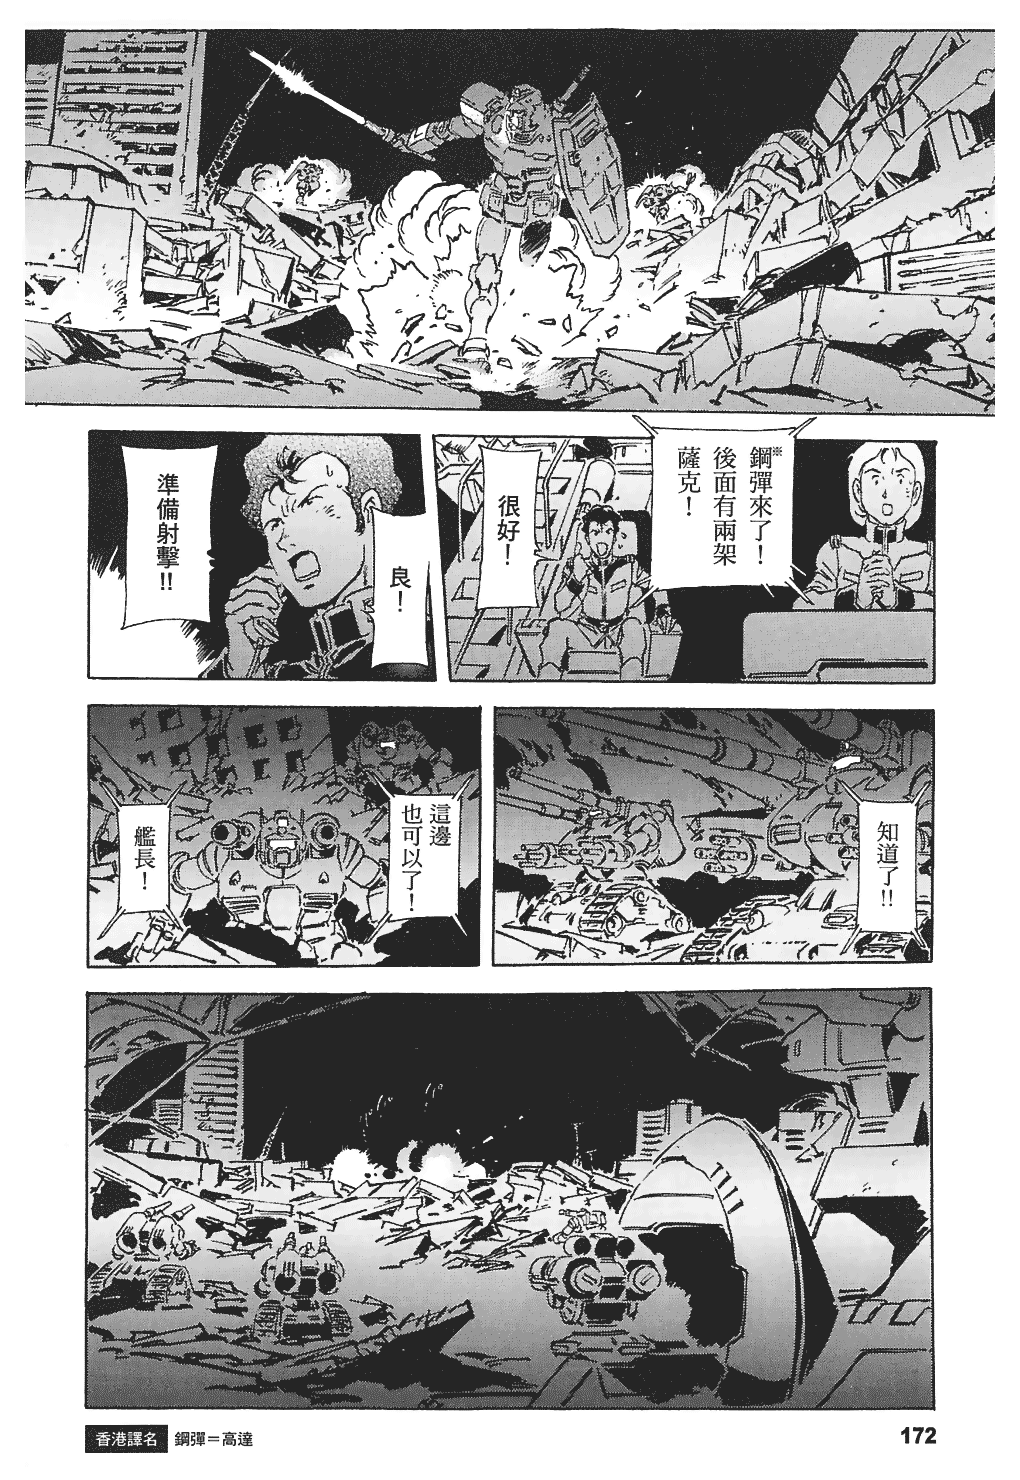 鋼彈※來了！
後面有兩架
薩克！
很好！
良！
準備射擊!!
知道了!!
這邊
也可以了！
艦長！
香港譯名 鋼彈＝高達
172